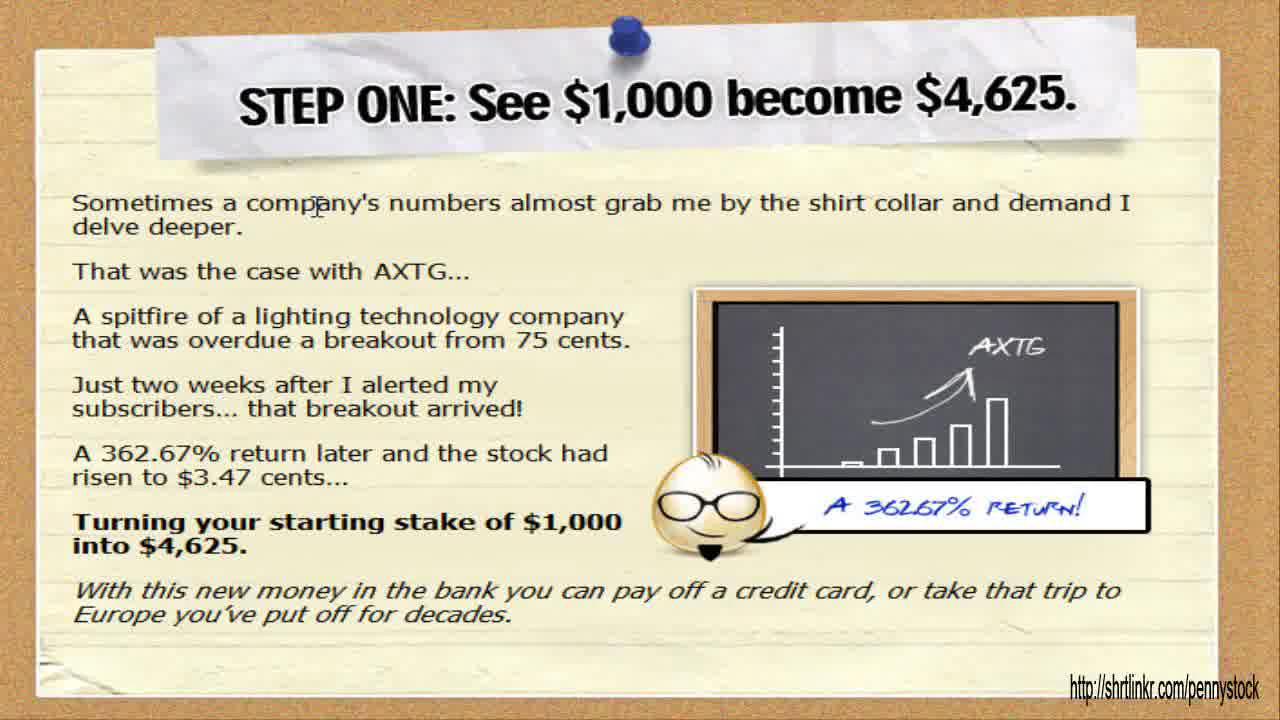 STEP ONE: See $1,000 become $4,625.
Sometimes a company's numbers almost grab me by the shirt collar and demand I
delve deeper.
That was the case with AXTG...
A spitfire of a lighting technology company
that was overdue a breakout from 75 cents.
Just two weeks after I alerted my
subscribers... that breakout arrived!
A 362.67% return later and the stock had
risen to $3.47 cents...
Turning your starting stake of $1,000
into $4,625.
AXTG
A 362.67% RETURN!
With this new money in the bank you can pay off a credit card, or take that trip to
Europe you've put off for decades.
http://shrtlinkr.com/pennystock